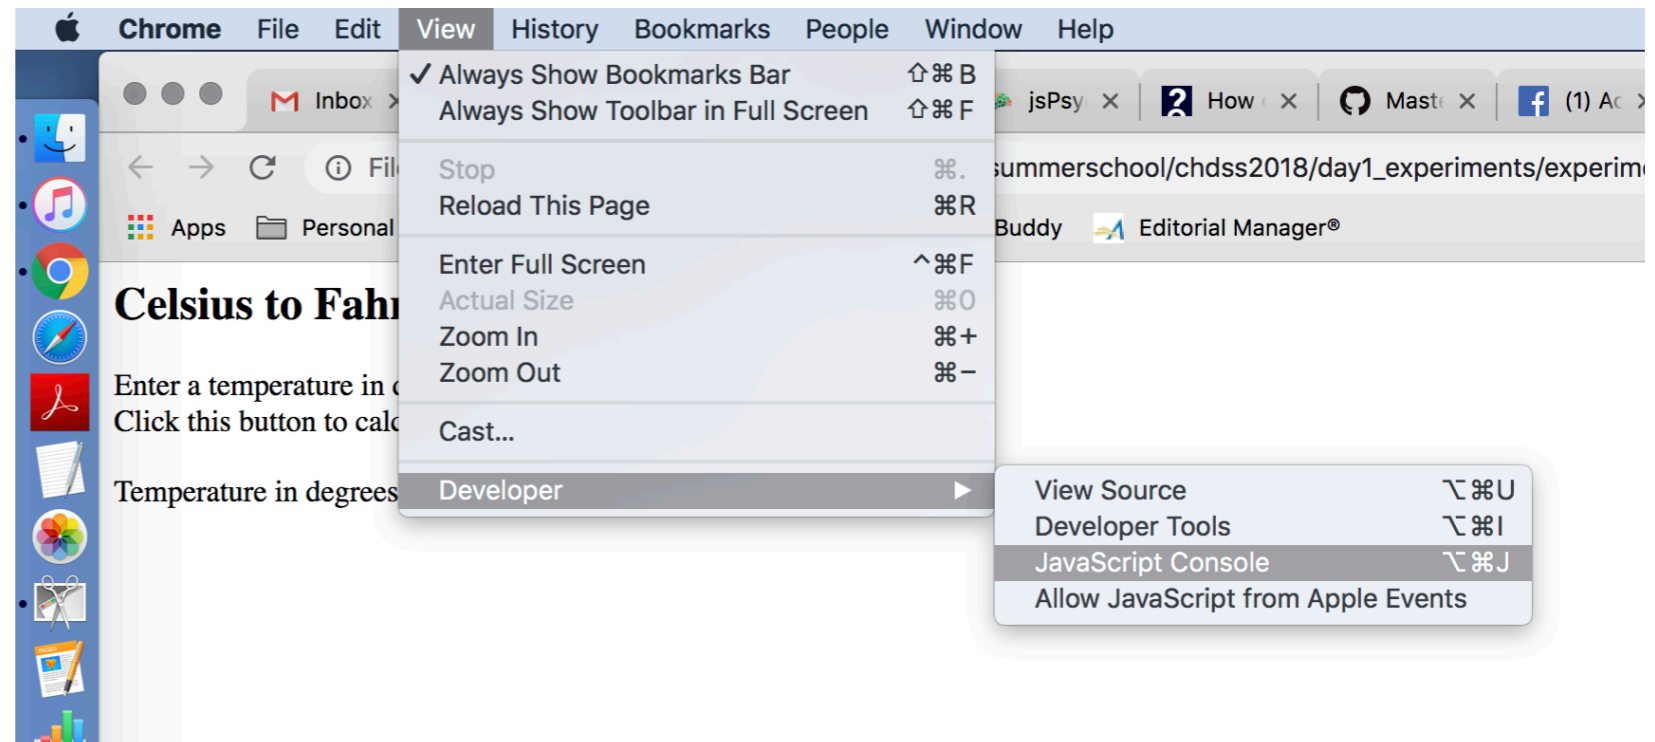 Chrome File Edit View History Bookmarks People Window Help
Inbox
jsPsy
How
Mast
(1) Ac
✓ Always Show Bookmarks Bar ⇧⌘B
Always Show Toolbar in Full Screen ⇧⌘F
Stop ⌘.
Reload This Page ⌘R
Enter Full Screen ^⌘F
Actual Size ⌘0
Zoom In ⌘+
Zoom Out ⌘−
Cast...
Developer ▶
View Source ⌥⌘U
Developer Tools ⌥⌘I
JavaScript Console ⌥⌘J
Allow JavaScript from Apple Events
File
summerschool/chdss2018/day1_experiments/experim
Apps Personal
Buddy Editorial Manager®
Celsius to Fahr
Enter a temperature in
Click this button to calc
Temperature in degrees
PAGES